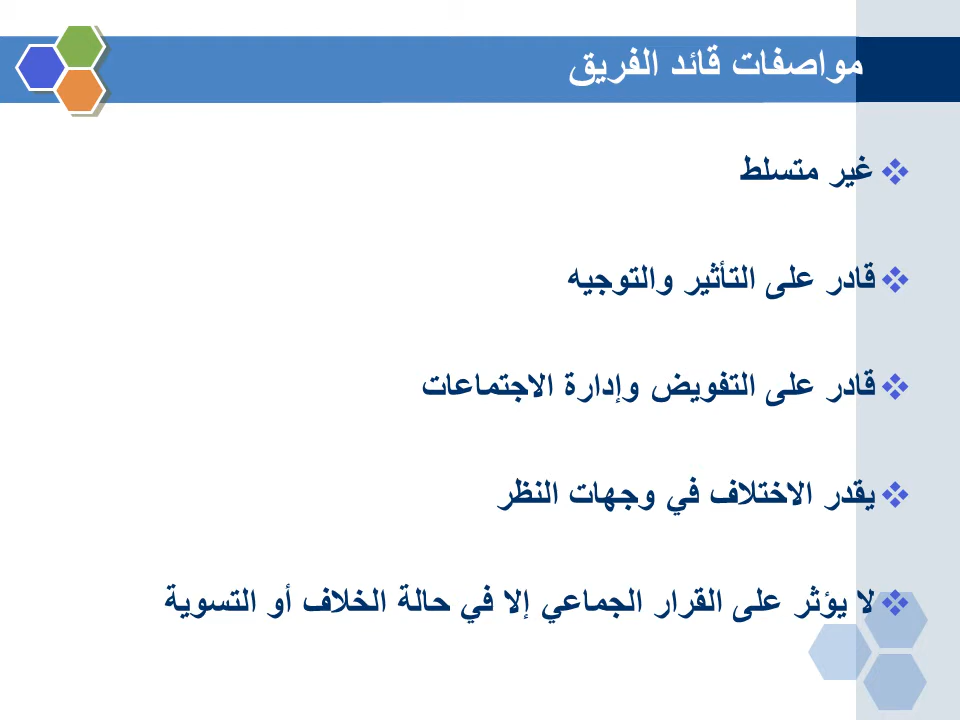 مواصفات قائد الفريق
غير متسلط
قادر على التأثير والتوجيه
قادر على التفويض وإدارة الاجتماعات
يقدر الاختلاف في وجهات النظر
لا يؤثر على القرار الجماعي إلا في حالة الخلاف أو التسوية